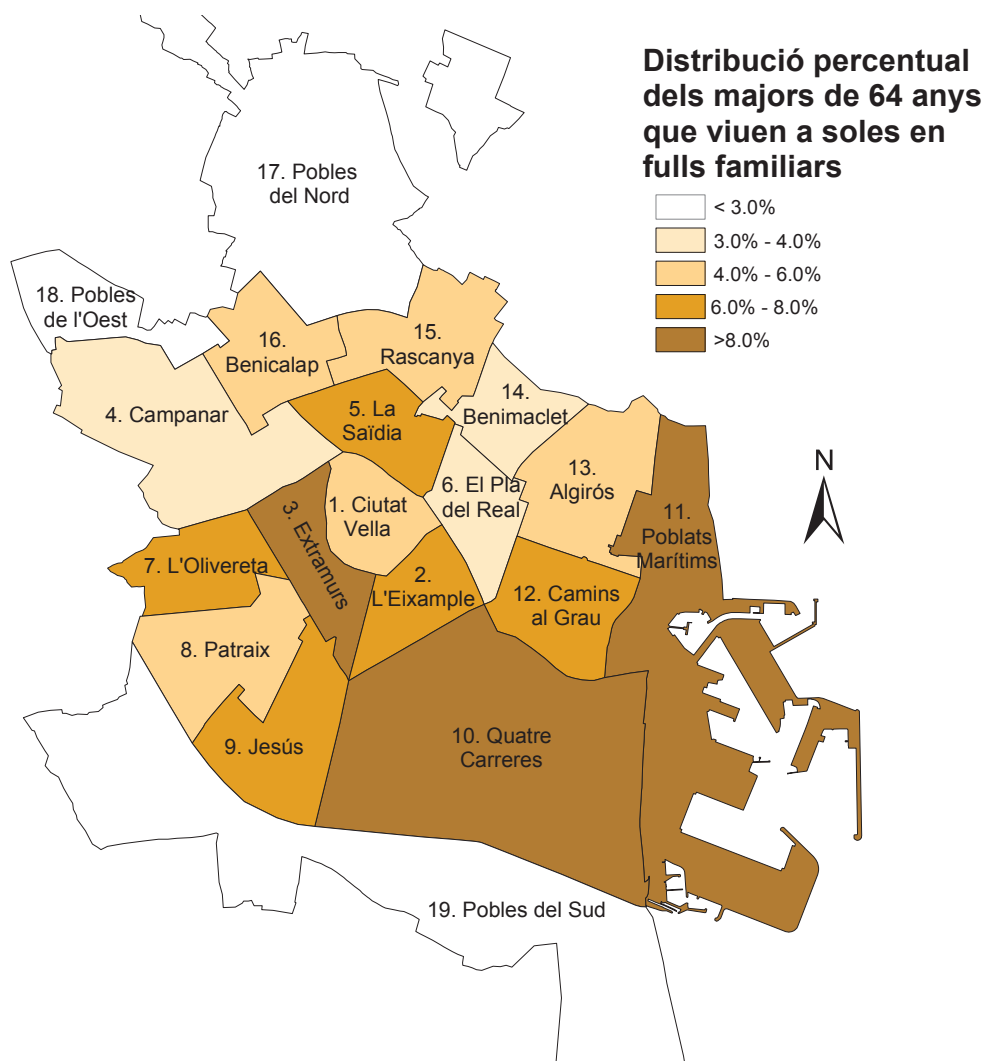 Distribució percentual
dels majors de 64 anys
que viuen a soles en
fulls familiars
< 3.0%
3.0% - 4.0%
4.0% - 6.0%
6.0% - 8.0%
>8.0%
N
17. Pobles
del Nord
18. Pobles
de l'Oest
16.
Benicalap
15.
Rascanya
4. Campanar
5. La
Saïdia
14.
Benimaclet
13.
Algirós
6. El Pla
del Real
1. Ciutat
Vella
3. Extramurs
11.
Poblats
Marítims
7. L'Olivereta
2.
L'Eixample
12. Camins
al Grau
8. Patraix
9. Jesús
10. Quatre
Carreres
19. Pobles del Sud